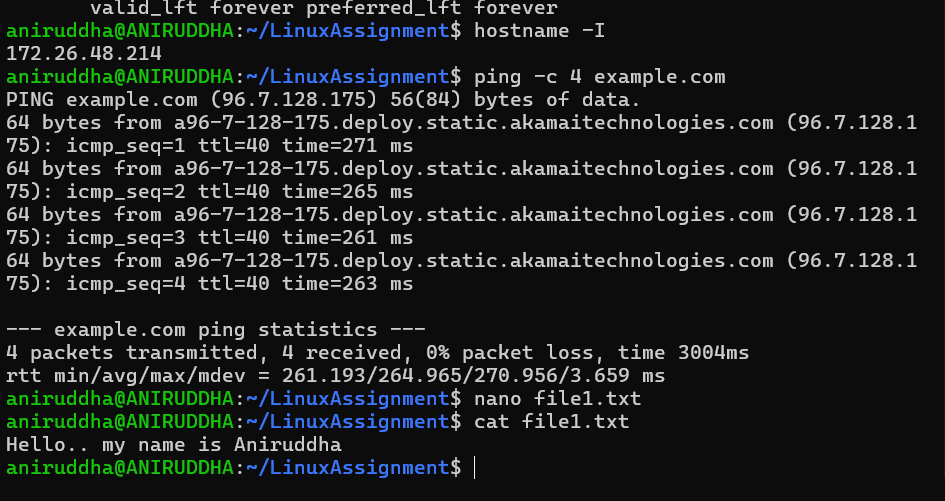 valid_lft forever preferred_lft forever
aniruddha@ANIRUDDHA:~/LinuxAssignment$ hostname -I
172.26.48.214
aniruddha@ANIRUDDHA:~/LinuxAssignment$ ping -c 4 example.com
PING example.com (96.7.128.175) 56(84) bytes of data.
64 bytes from a96-7-128-175.deploy.static.akamaitechnologies.com (96.7.128.1
75): icmp_seq=1 ttl=40 time=271 ms
64 bytes from a96-7-128-175.deploy.static.akamaitechnologies.com (96.7.128.1
75): icmp_seq=2 ttl=40 time=265 ms
64 bytes from a96-7-128-175.deploy.static.akamaitechnologies.com (96.7.128.1
75): icmp_seq=3 ttl=40 time=261 ms
64 bytes from a96-7-128-175.deploy.static.akamaitechnologies.com (96.7.128.1
75): icmp_seq=4 ttl=40 time=263 ms
--- example.com ping statistics ---
4 packets transmitted, 4 received, 0% packet loss, time 3004ms
rtt min/avg/max/mdev = 261.193/264.965/270.956/3.659 ms
aniruddha@ANIRUDDHA:~/LinuxAssignment$ nano file1.txt
aniruddha@ANIRUDDHA:~/LinuxAssignment$ cat file1.txt
Hello.. my name is Aniruddha
aniruddha@ANIRUDDHA:~/LinuxAssignment$